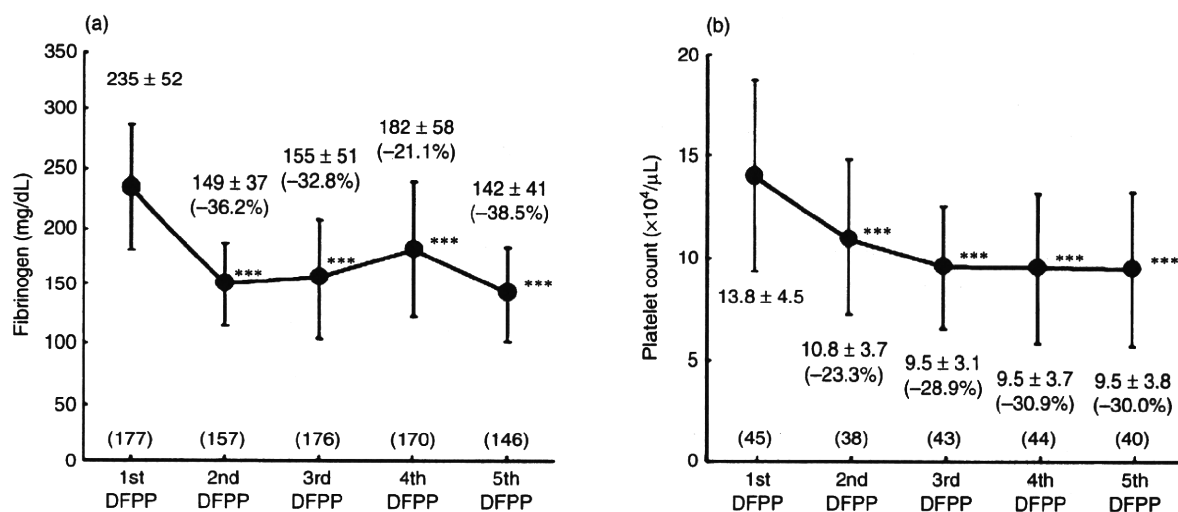 (a)
Fibrinogen (mg/dL)
350
300
250
200
150
100
50
0
235 ± 52
149 ± 37
(−36.2%)
155 ± 51
(−32.8%)
182 ± 58
(−21.1%)
142 ± 41
(−38.5%)
***
***
***
***
(177) (157) (176) (170) (146)
1st 2nd 3rd 4th 5th
DFPP DFPP DFPP DFPP DFPP
(b)
Platelet count (×10⁴/μL)
20
15
10
5
0
13.8 ± 4.5
10.8 ± 3.7
(−23.3%)
9.5 ± 3.1
(−28.9%)
9.5 ± 3.7
(−30.9%)
9.5 ± 3.8
(−30.0%)
***
***
***
***
(45) (38) (43) (44) (40)
1st 2nd 3rd 4th 5th
DFPP DFPP DFPP DFPP DFPP